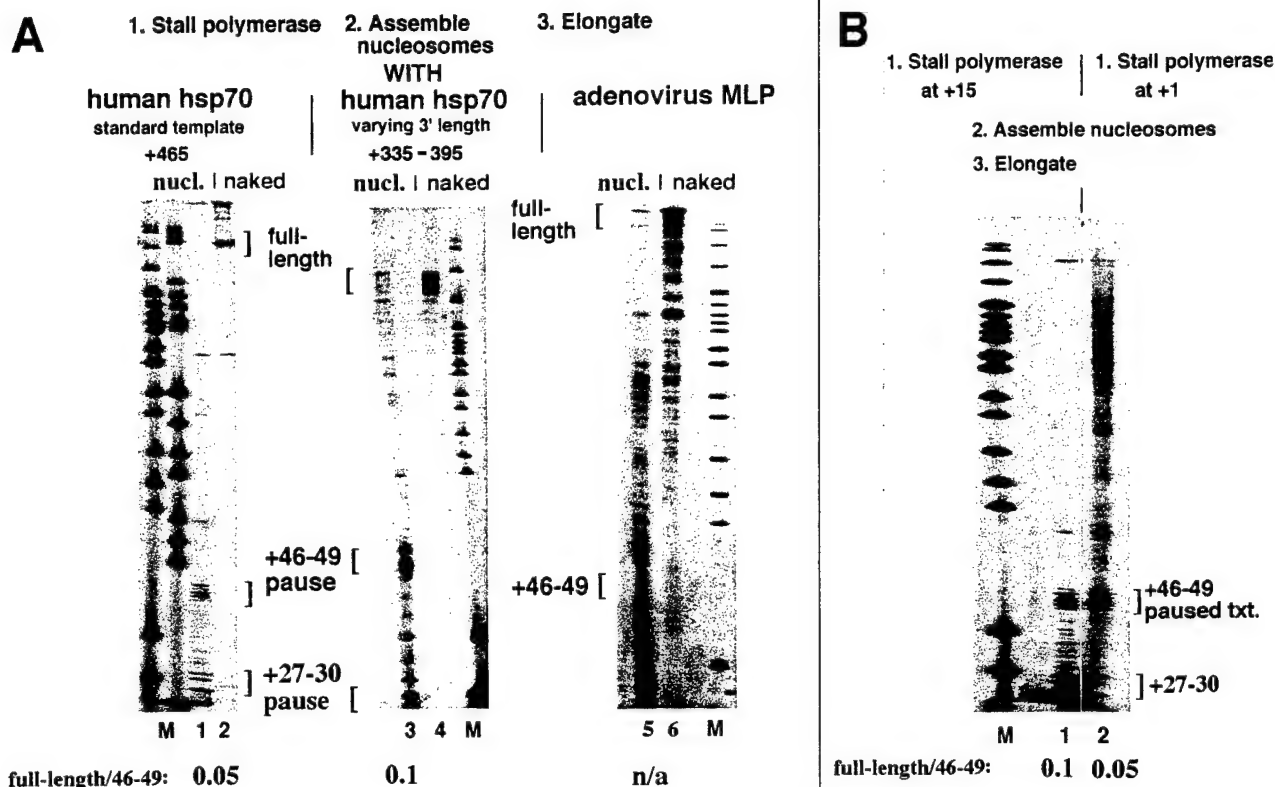 A
1. Stall polymerase 2. Assemble nucleosomes 3. Elongate
WITH
human hsp70
standard template
+465
human hsp70
varying 3' length
+335 - 395
adenovirus MLP
nucl. | naked
nucl. | naked
nucl. | naked
full-length
full-length
+46-49 pause
+46-49
+27-30 pause
M 1 2
3 4 M
5 6 M
full-length/46-49: 0.05 0.1 n/a
B
1. Stall polymerase at +15
1. Stall polymerase at +1
2. Assemble nucleosomes
3. Elongate
+46-49
paused txt.
+27-30
M 1 2
full-length/46-49: 0.1 0.05